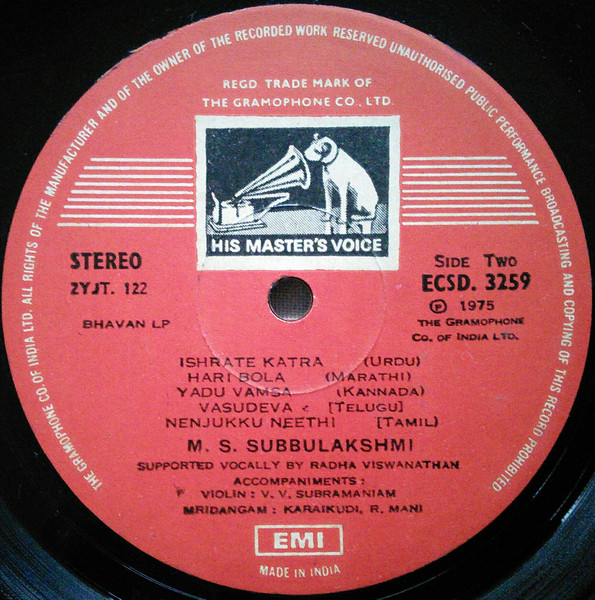 THE GRAMOPHONE CO. OF INDIA LTD. ALL RIGHTS OF THE MANUFACTURER AND OF THE OWNER OF THE RECORDED WORK RESERVED UNAUTHORISED PUBLIC PERFORMANCE BROADCASTING AND COPYING OF THIS RECORD PROHIBITED
REGD TRADE MARK OF
THE GRAMOPHONE CO., LTD.
HIS MASTER'S VOICE
STEREO
2YJT. 122
BHAVAN LP
SIDE TWO
ECSD. 3259
Ⓟ 1975
THE GRAMOPHONE
CO. OF INDIA LTD.
ISHRATE KATRA (URDU)
HARI BOLA (MARATHI)
YADU VAMSA (KANNADA)
VASUDEVA [TELUGU]
NENJUKKU NEETHI [TAMIL]
M. S. SUBBULAKSHMI
SUPPORTED VOCALLY BY RADHA VISWANATHAN
ACCOMPANIMENTS :
VIOLIN : V. V. SUBRAMANIAM
MRIDANGAM : KARAIKUDI, R. MANI
EMI
MADE IN INDIA